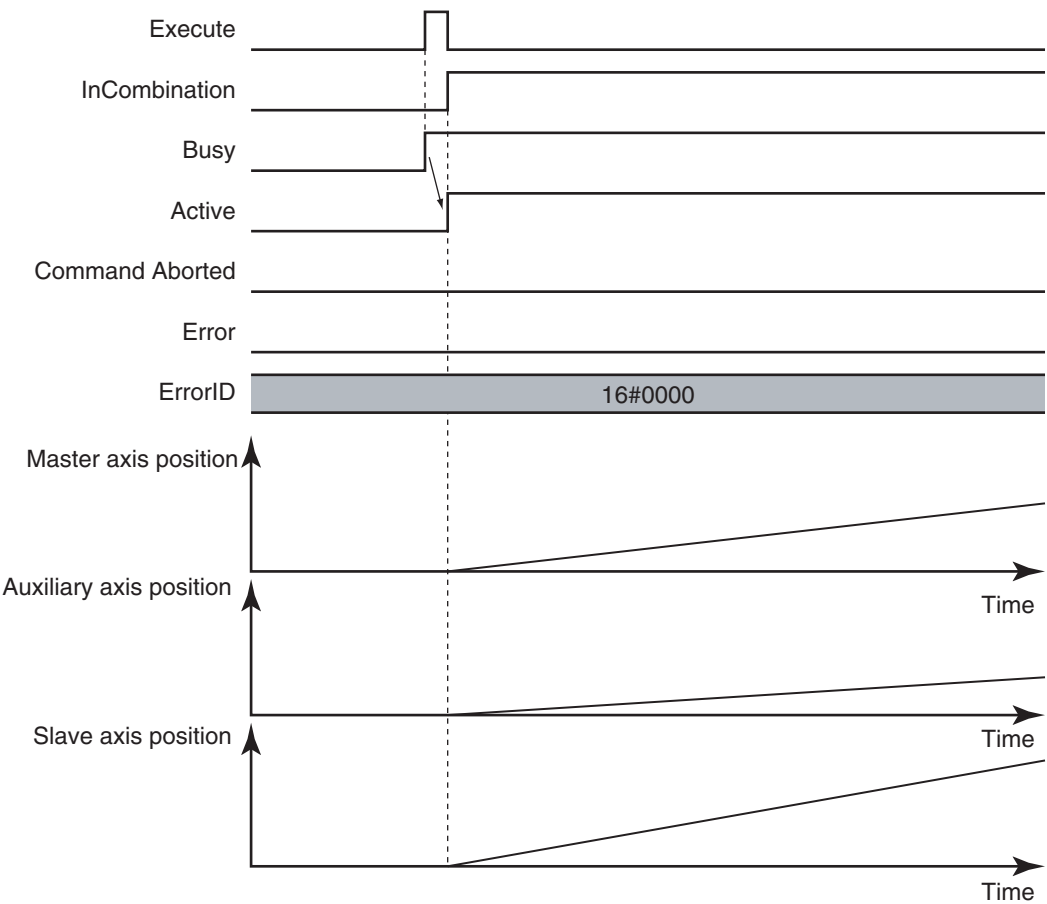 Execute
InCombination
Busy
Active
Command Aborted
Error
ErrorID
16#0000
Master axis position
Time
Auxiliary axis position
Time
Slave axis position
Time